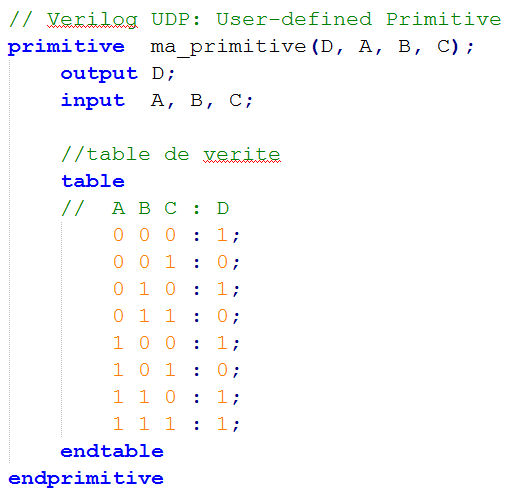 // Verilog UDP: User-defined Primitive
primitive  ma_primitive(D, A, B, C);
    output D;
    input  A, B, C;

    //table de verite
    table
    //  A B C : D
        0 0 0 : 1;
        0 0 1 : 0;
        0 1 0 : 1;
        0 1 1 : 0;
        1 0 0 : 1;
        1 0 1 : 0;
        1 1 0 : 1;
        1 1 1 : 1;
    endtable
endprimitive